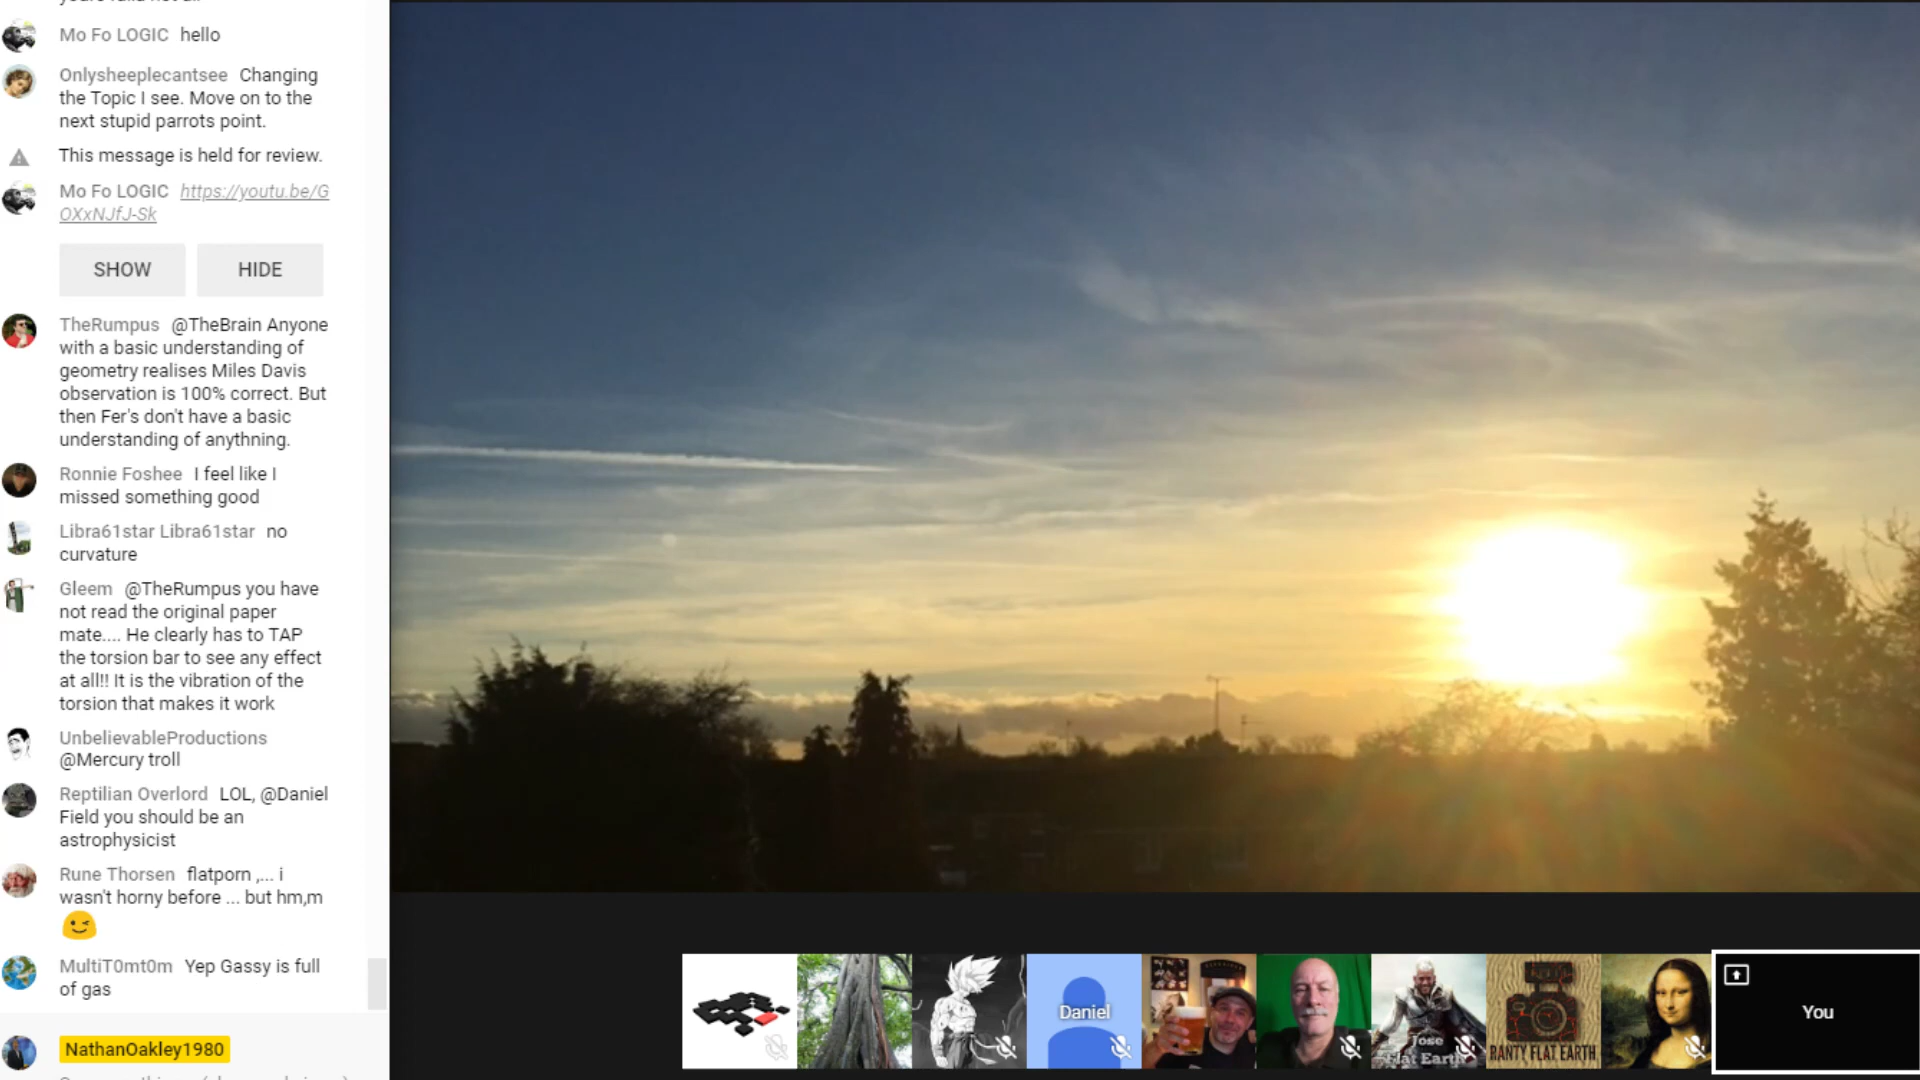 Mo Fo LOGIC hello
Onlysheeplecantsee Changing
the Topic I see. Move on to the
next stupid parrots point.
This message is held for review.
Mo Fo LOGIC https://youtu.be/G
OXxNJfJ-Sk
SHOW HIDE
TheRumpus @TheBrain Anyone
with a basic understanding of
geometry realises Miles Davis
observation is 100% correct. But
then Fer's don't have a basic
understanding of anythning.
Ronnie Foshee I feel like I
missed something good
Libra61star Libra61star no
curvature
Gleem @TheRumpus you have
not read the original paper
mate.... He clearly has to TAP
the torsion bar to see any effect
at all!! It is the vibration of the
torsion that makes it work
UnbelievableProductions
@Mercury troll
Reptilian Overlord LOL, @Daniel
Field you should be an
astrophysicist
Rune Thorsen flatporn ,... i
wasn't horny before ... but hm,m
MultiT0mt0m Yep Gassy is full
of gas
NathanOakley1980
Daniel
Jose
Flat Earth
RANTY FLAT EARTH
You